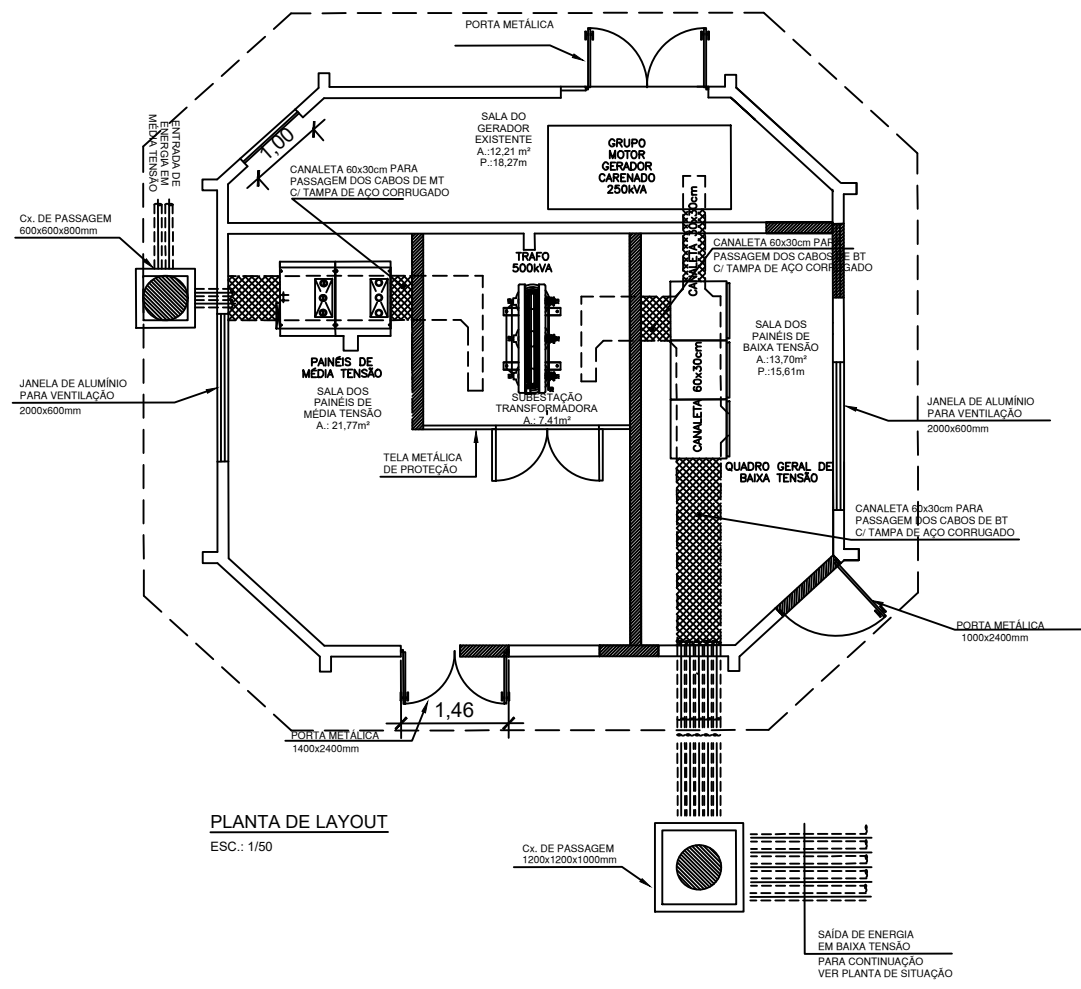 PORTA METÁLICA
ENTRADA DE
ENERGIA EM
MÉDIA TENSÃO
1,00
SALA DO
GERADOR
EXISTENTE
A.:12,21 m²
P.:18,27m
GRUPO
MOTOR
GERADOR
CARENADO
250kVA
CANALETA 60x30cm PARA
PASSAGEM DOS CABOS DE MT
C/ TAMPA DE AÇO CORRUGADO
Cx. DE PASSAGEM
600x600x800mm
CANALETA 30x30cm
TRAFO
500kVA
CANALETA 60x30cm PARA
PASSAGEM DOS CABOS DE BT
C/ TAMPA DE AÇO CORRUGADO
SALA DOS
PAINÉIS DE
BAIXA TENSÃO
A.:13,70m²
P.:15,61m
PAINÉIS DE
MÉDIA TENSÃO
SALA DOS
PAINÉIS DE
MÉDIA TENSÃO
A.: 21,77m²
JANELA DE ALUMÍNIO
PARA VENTILAÇÃO
2000x600mm
SUBESTAÇÃO
TRANSFORMADORA
A.: 7,41m²
CANALETA 60x30cm
JANELA DE ALUMÍNIO
PARA VENTILAÇÃO
2000x600mm
TELA METÁLICA
DE PROTEÇÃO
QUADRO GERAL DE
BAIXA TENSÃO
CANALETA 60x30cm PARA
PASSAGEM DOS CABOS DE BT
C/ TAMPA DE AÇO CORRUGADO
PORTA METÁLICA
1000x2400mm
1,46
PORTA METÁLICA
1400x2400mm
PLANTA DE LAYOUT
ESC.: 1/50
Cx. DE PASSAGEM
1200x1200x1000mm
SAÍDA DE ENERGIA
EM BAIXA TENSÃO
PARA CONTINUAÇÃO
VER PLANTA DE SITUAÇÃO